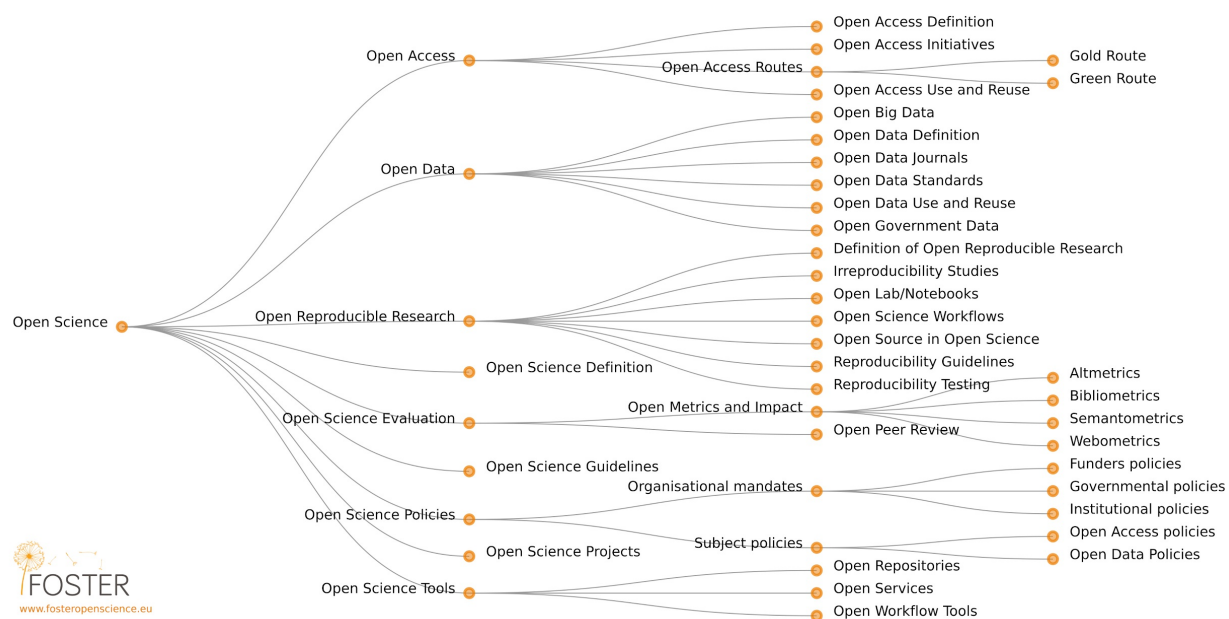 Open Science
Open Access
Open Access Definition
Open Access Initiatives
Open Access Routes
Gold Route
Green Route
Open Access Use and Reuse
Open Data
Open Big Data
Open Data Definition
Open Data Journals
Open Data Standards
Open Data Use and Reuse
Open Government Data
Open Reproducible Research
Definition of Open Reproducible Research
Irreproducibility Studies
Open Lab/Notebooks
Open Science Workflows
Open Source in Open Science
Reproducibility Guidelines
Reproducibility Testing
Open Science Definition
Open Science Evaluation
Open Metrics and Impact
Altmetrics
Bibliometrics
Semantometrics
Webometrics
Open Peer Review
Open Science Guidelines
Open Science Policies
Organisational mandates
Funders policies
Governmental policies
Institutional policies
Subject policies
Open Access policies
Open Data Policies
Open Science Projects
Open Science Tools
Open Repositories
Open Services
Open Workflow Tools
FOSTER
www.fosteropenscience.eu